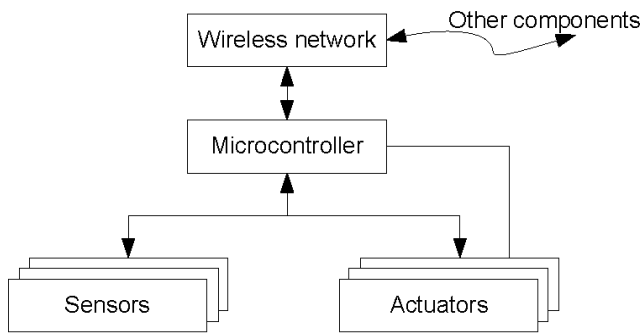 Other components
Wireless network
Microcontroller
Sensors
Actuators